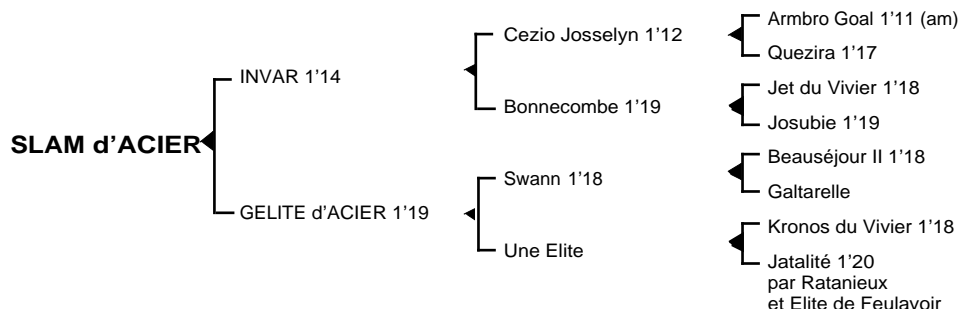 Armbro Goal 1'11 (am)
Cezio Josselyn 1'12
Quezira 1'17
INVAR 1'14
Jet du Vivier 1'18
Bonnecombe 1'19
Josubie 1'19
SLAM d'ACIER
Beauséjour II 1'18
Swann 1'18
Galtarelle
GELITE d'ACIER 1'19
Kronos du Vivier 1'18
Une Elite
Jatalité 1'20
par Ratanieux
et Elite de Feulavoir